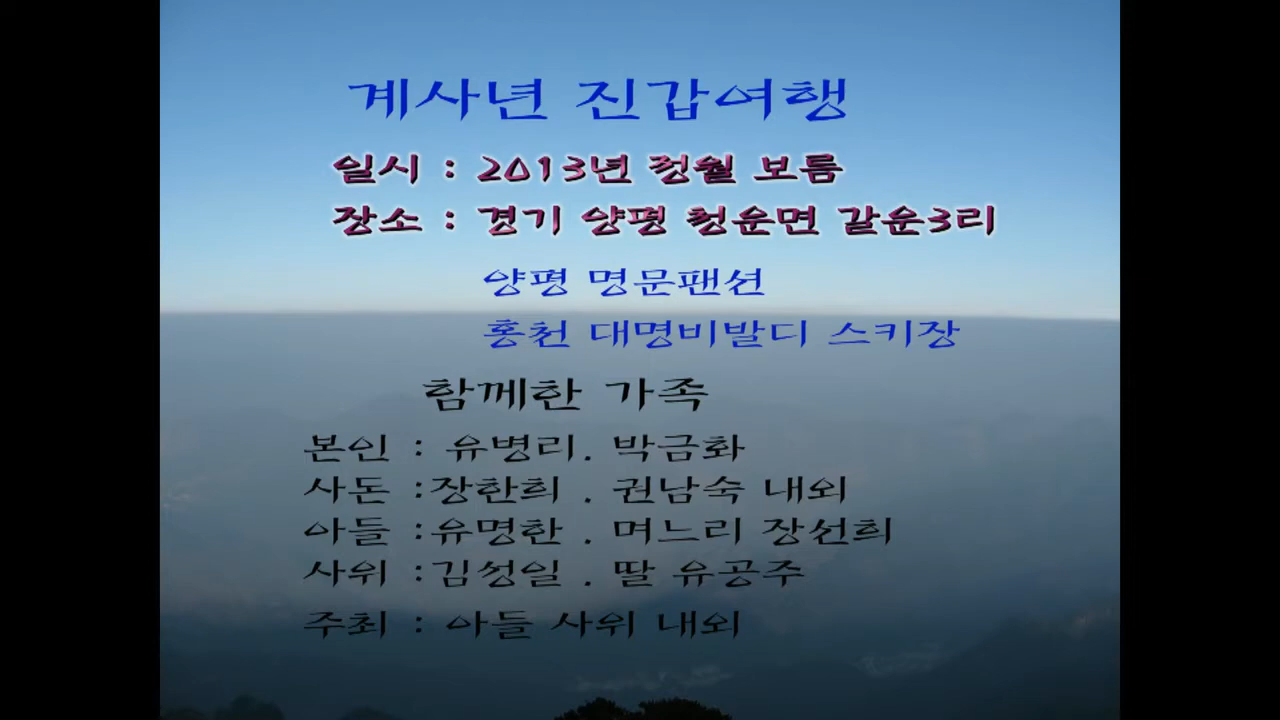 계사년 진갑여행
일시 : 2013년 정월 보름
장소 : 경기 양평 청순면 갈운3리
양평 명문팬션
홍천 대명비발디 스키장
함께한 가족
본인 : 유병리. 박금화
사돈 :장한희 . 권남숙 내외
아들 :유명한 . 며느리 장선희
사위 :김성일 . 딸 유공주
주최 : 아들 사위 내외